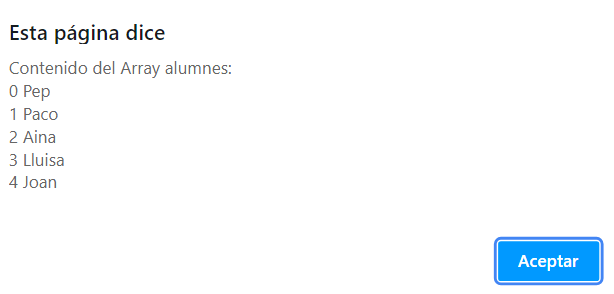 Esta página dice
Contenido del Array alumnes:
0 Pep
1 Paco
2 Aina
3 Lluisa
4 Joan
Aceptar